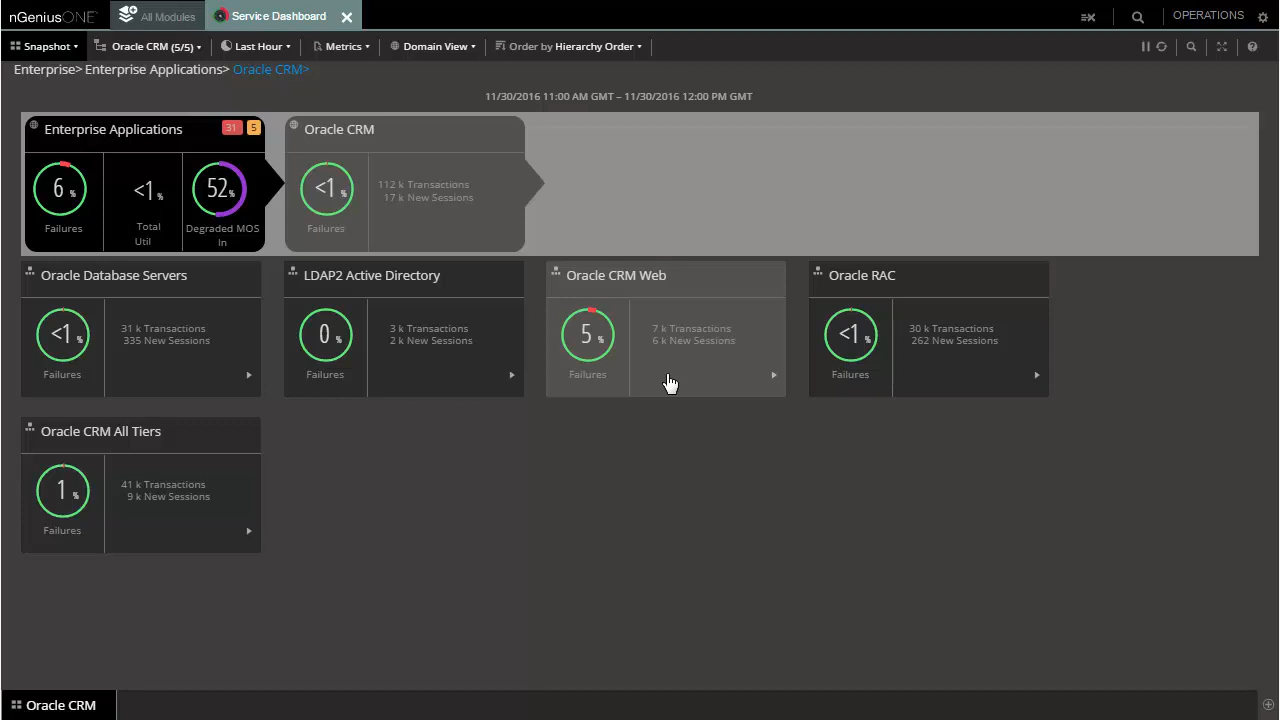 nGeniusONE
All Modules
Service Dashboard
OPERATIONS
Snapshot
Oracle CRM (5/5)
Last Hour
Metrics
Domain View
Order by Hierarchy Order
Enterprise> Enterprise Applications> Oracle CRM>
11/30/2016 11:00 AM GMT – 11/30/2016 12:00 PM GMT
Enterprise Applications
31
5
6 %
Failures
<1 %
Total
Util
52%
Degraded MOS
In
Oracle CRM
<1 %
Failures
112 k Transactions
17 k New Sessions
Oracle Database Servers
<1 %
Failures
31 k Transactions
335 New Sessions
LDAP2 Active Directory
0 %
Failures
3 k Transactions
2 k New Sessions
Oracle CRM Web
5 %
Failures
7 k Transactions
6 k New Sessions
Oracle RAC
<1 %
Failures
30 k Transactions
262 New Sessions
Oracle CRM All Tiers
1 %
Failures
41 k Transactions
9 k New Sessions
Oracle CRM